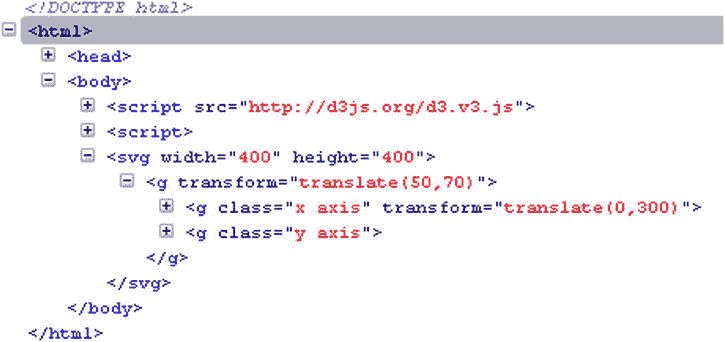 <!DOCTYPE html>
<html>
<head>
<body>
<script src="http://d3js.org/d3.v3.js">
<script>
<svg width="400" height="400">
<g transform="translate(50,70)">
<g class="x axis" transform="translate(0,300)">
<g class="y axis">
</g>
</svg>
</body>
</html>